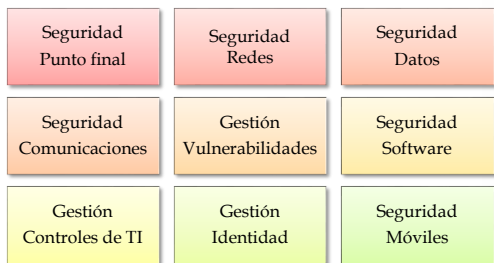 Seguridad
Punto final
Seguridad
Redes
Seguridad
Datos
Seguridad
Comunicaciones
Gestión
Vulnerabilidades
Seguridad
Software
Gestión
Controles de TI
Gestión
Identidad
Seguridad
Móviles